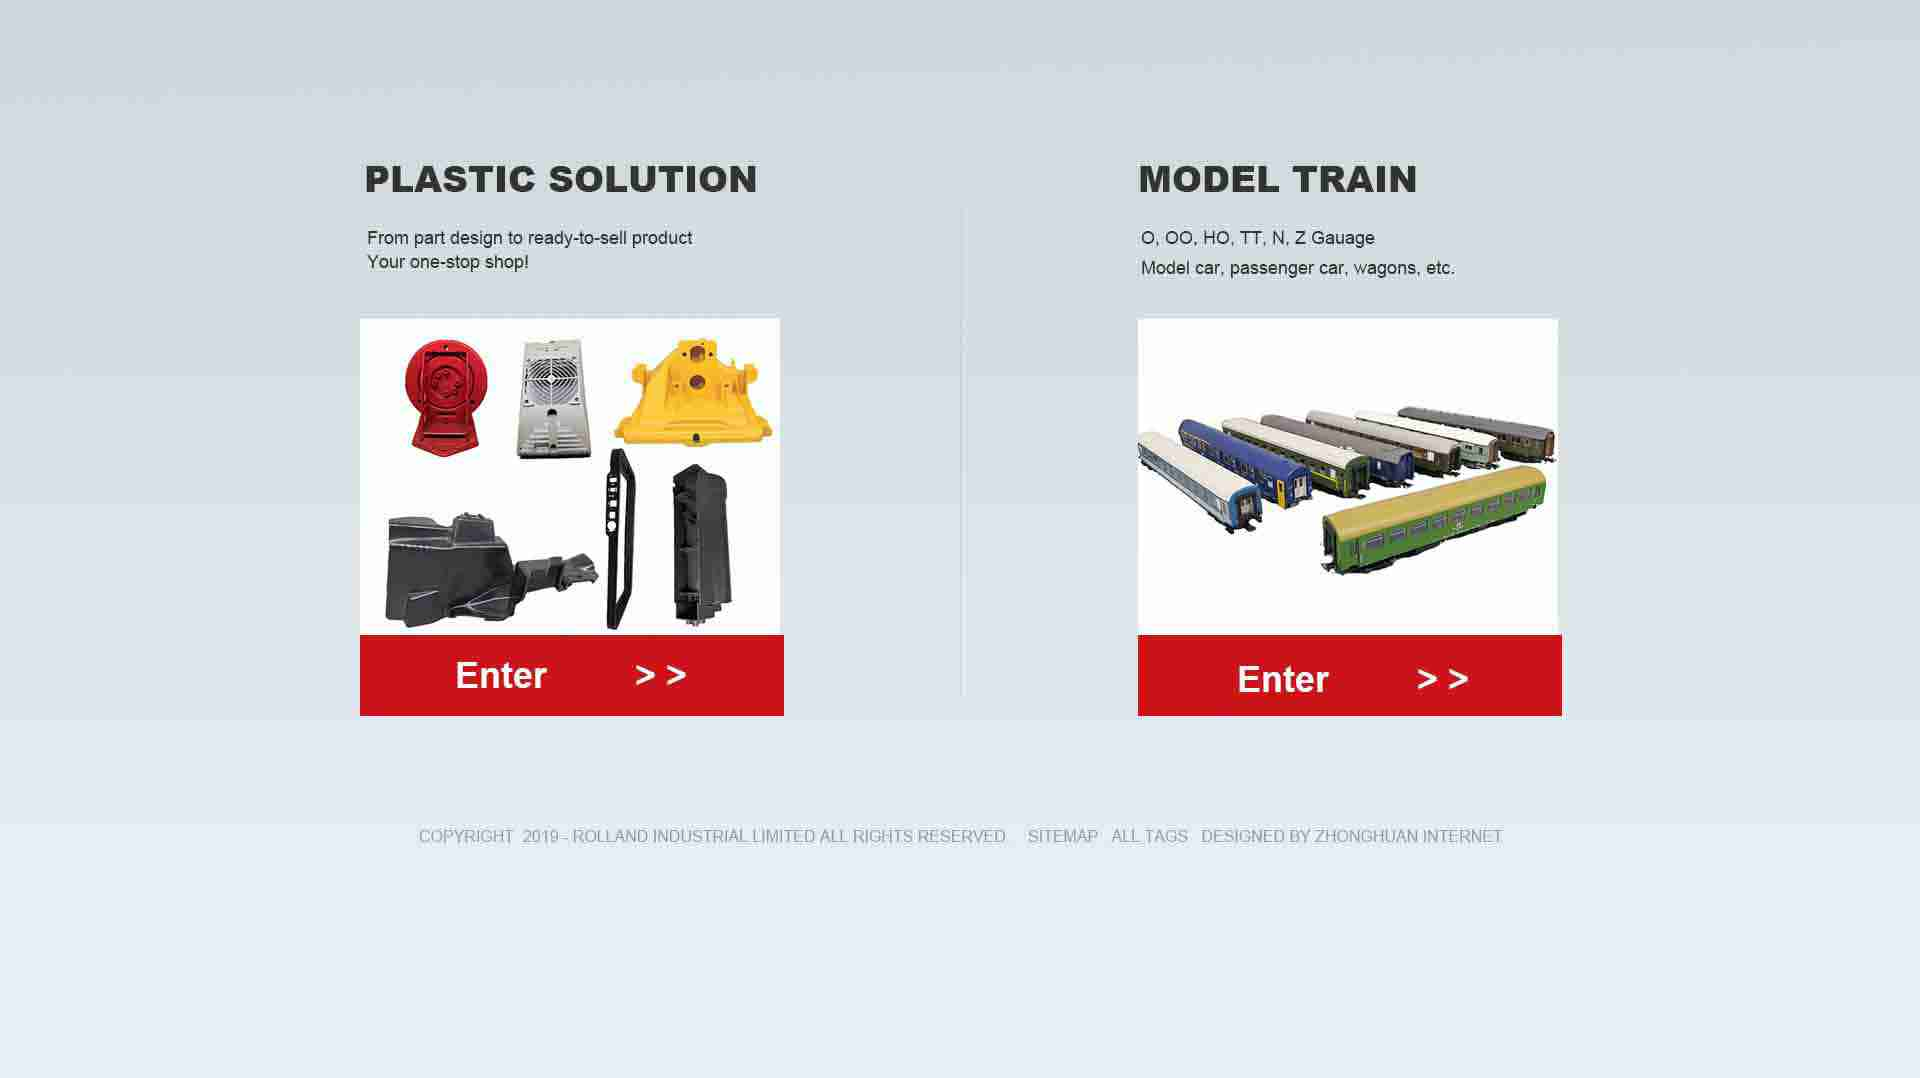 PLASTIC SOLUTION
From part design to ready-to-sell product
Your one-stop shop!
Enter >>
MODEL TRAIN
O, OO, HO, TT, N, Z Gauage
Model car, passenger car, wagons, etc.
Enter >>
COPYRIGHT 2019 - ROLLAND INDUSTRIAL LIMITED ALL RIGHTS RESERVED. SITEMAP ALL TAGS DESIGNED BY ZHONGHUAN INTERNET